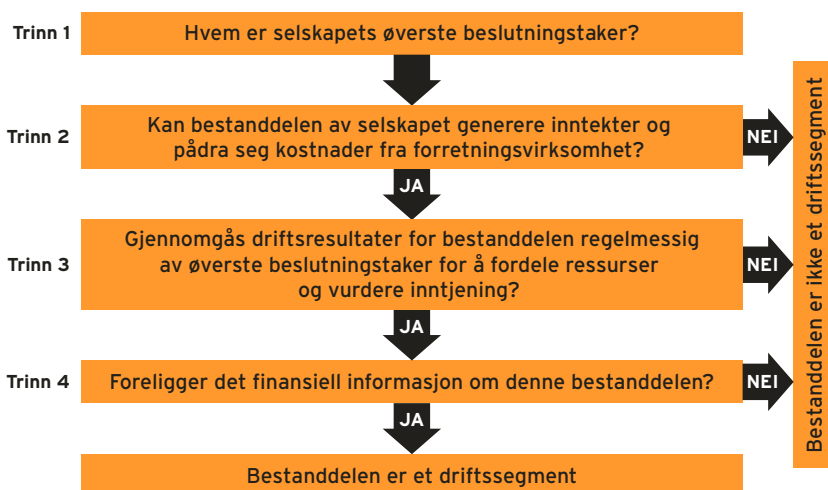 Trinn 1
Hvem er selskapets øverste beslutningstaker?
Trinn 2
Kan bestanddelen av selskapet generere inntekter og
pådra seg kostnader fra forretningsvirksomhet?
NEI
JA
Trinn 3
Gjennomgås driftsresultater for bestanddelen regelmessig
av øverste beslutningstaker for å fordele ressurser
og vurdere inntjening?
NEI
JA
Trinn 4
Foreligger det finansiell informasjon om denne bestanddelen?
NEI
JA
Bestanddelen er et driftssegment
Bestanddelen er ikke et driftssegment